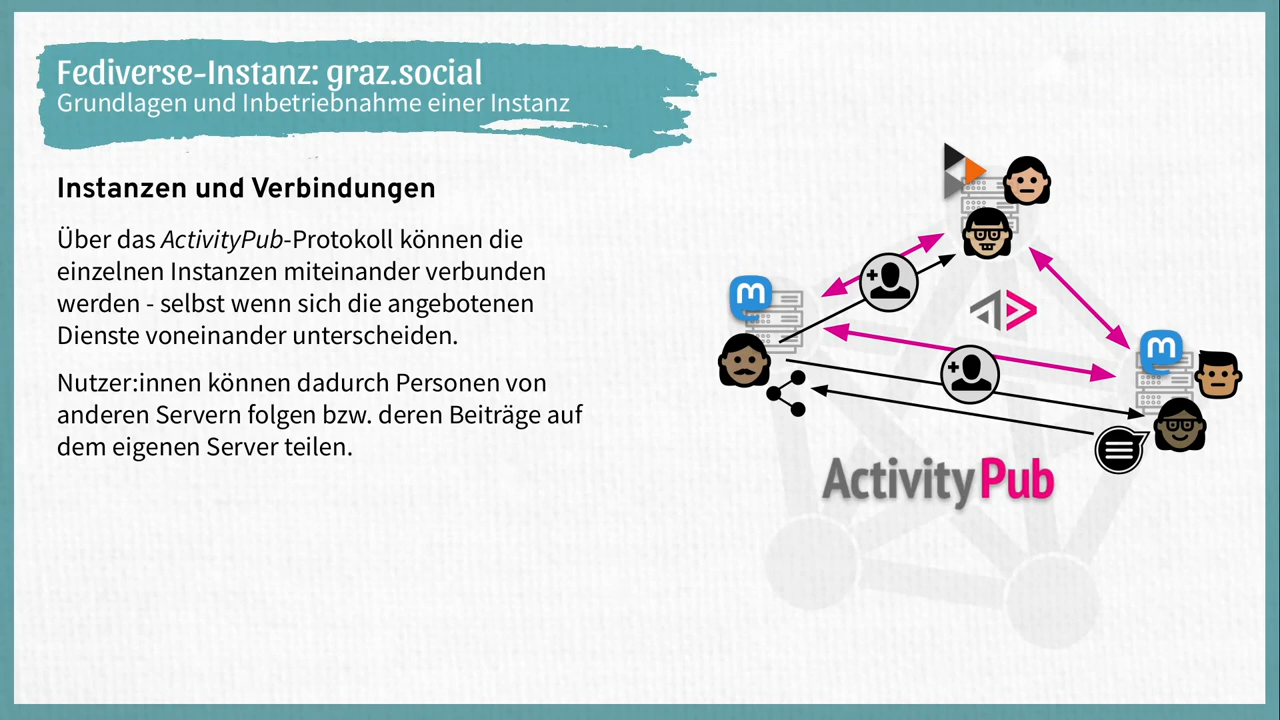 Fediverse-Instanz: graz.social
Grundlagen und Inbetriebnahme einer Instanz
Instanzen und Verbindungen
Über das ActivityPub-Protokoll können die
einzelnen Instanzen miteinander verbunden
werden - selbst wenn sich die angebotenen
Dienste voneinander unterscheiden.
Nutzer:innen können dadurch Personen von
anderen Servern folgen bzw. deren Beiträge auf
dem eigenen Server teilen.
m
m
ActivityPub